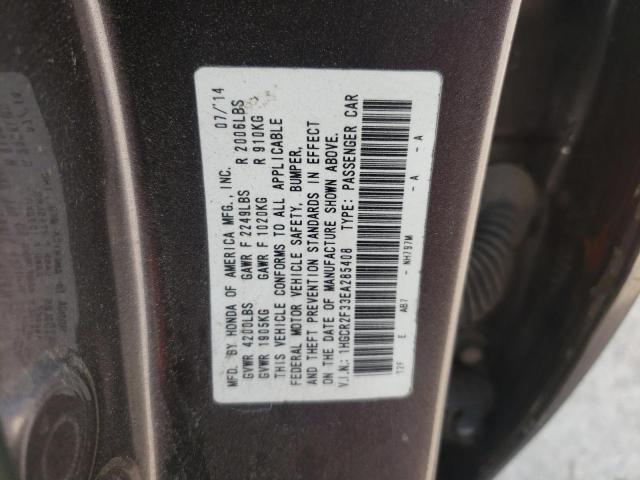 MFD. BY HONDA OF AMERICA MFG., INC. 07/'14
GVWR 4200LBS GAWR F 2249LBS R 2006LBS
GVWR 1905KG GAWR F 1020KG R 910KG
THIS VEHICLE CONFORMS TO ALL APPLICABLE
FEDERAL MOTOR VEHICLE SAFETY, BUMPER,
AND THEFT PREVENTION STANDARDS IN EFFECT
ON THE DATE OF MANUFACTURE SHOWN ABOVE.
V.I.N.: 1HGCR2F33EA285408 TYPE: PASSENGER CAR
12F E AB7 NH797M - A - A